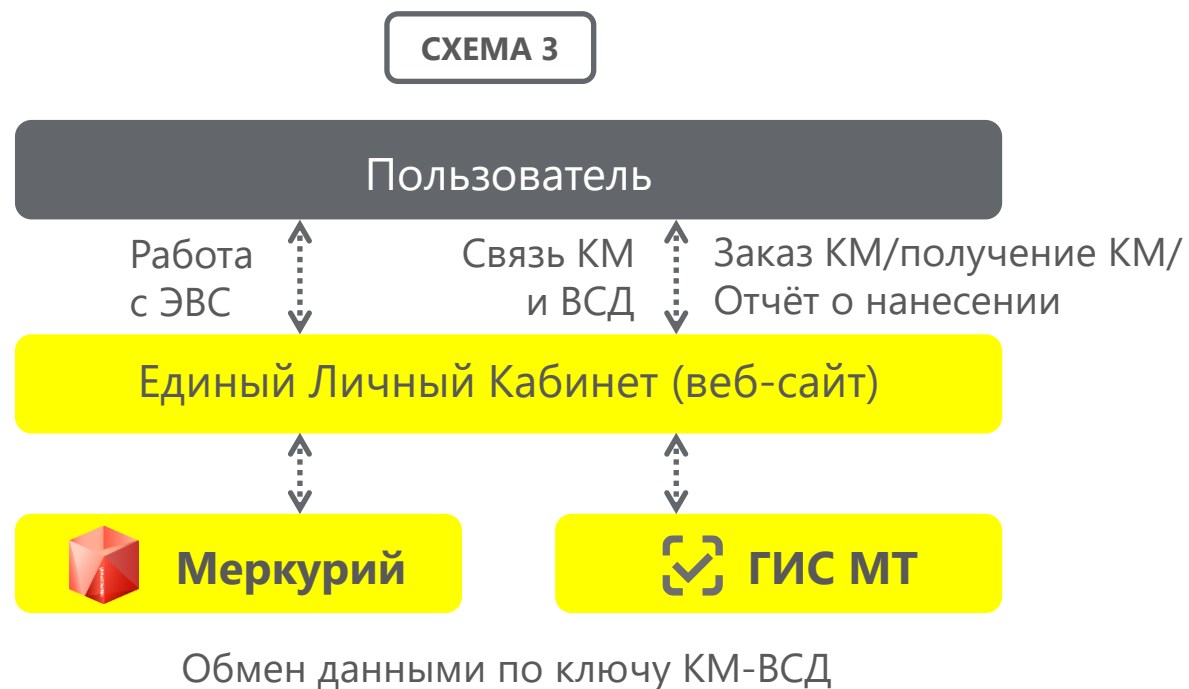 СХЕМА 3
Пользователь
Работа
с ЭВС
Связь КМ
и ВСД
Заказ КМ/получение КМ/
Отчёт о нанесении
Единый Личный Кабинет (веб-сайт)
Меркурий
ГИС МТ
Обмен данными по ключу КМ-ВСД